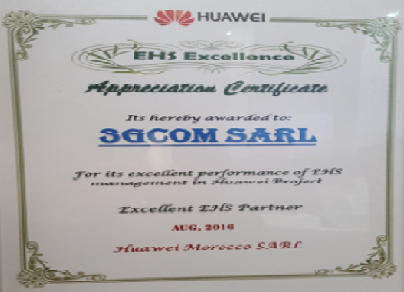 HUAWEI
EHS Excellence
Appreciation Certificate
Its hereby awarded to:
3GCOM SARL
For its excellent performance of EHS
management in Huawei Project
Excellent EHS Partner
AUG, 2016
Huawei Morocco SARL